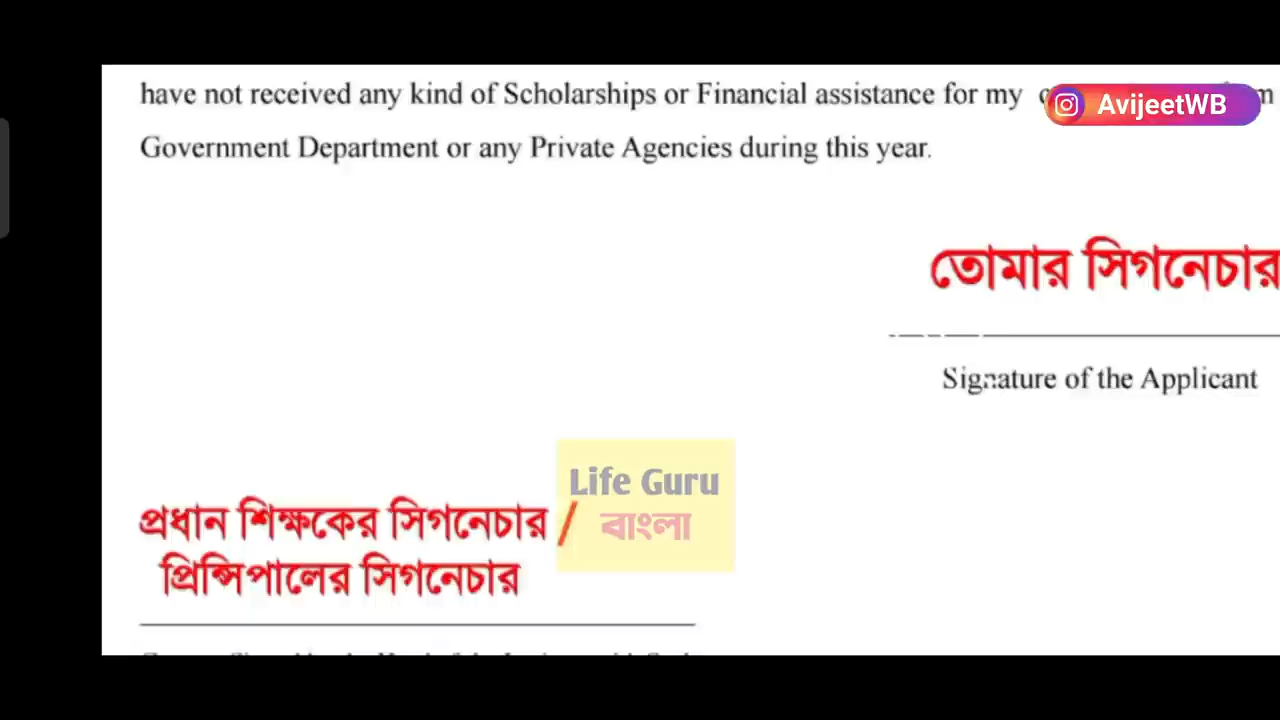 have not received any kind of Scholarships or Financial assistance for my
AvijeetWB
Government Department or any Private Agencies during this year.
তোমার সিগনেচার
Signature of the Applicant
Life Guru
বাংলা
প্রধান শিক্ষকের সিগনেচার /
প্রিন্সিপালের সিগনেচার